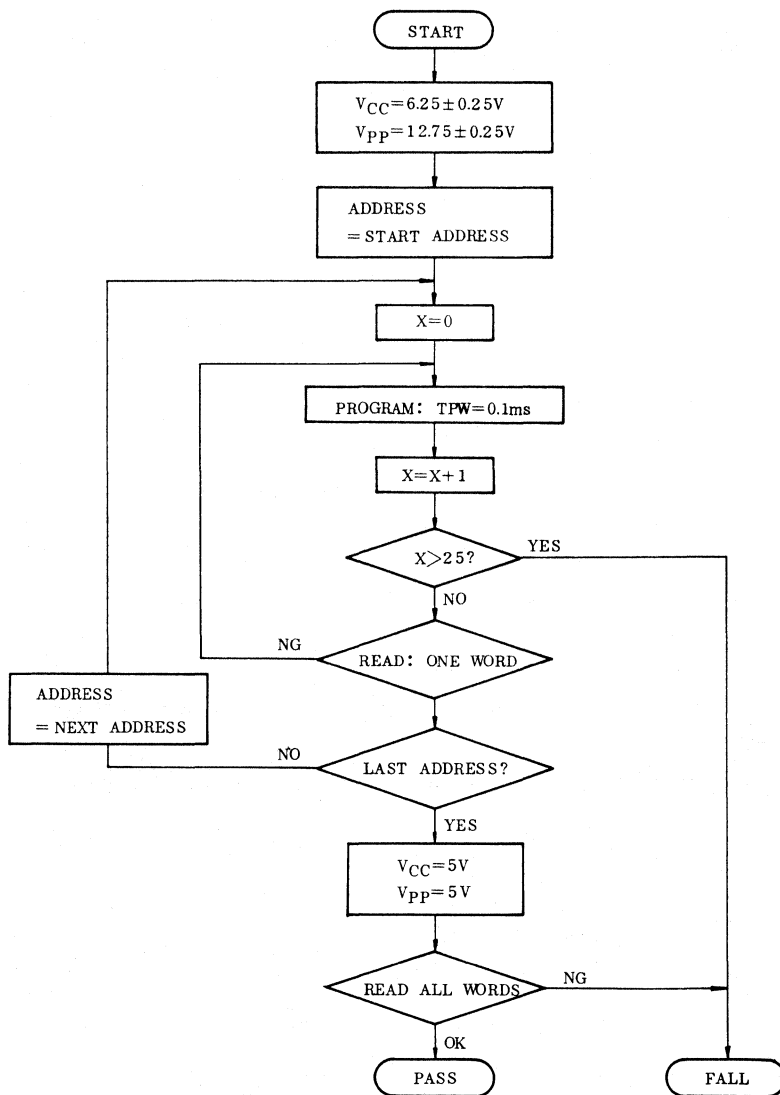 START
VCC=6.25±0.25V
VPP=12.75±0.25V
ADDRESS
=START ADDRESS
X=0
PROGRAM: TPW=0.1ms
X=X+1
X>25?
YES
NO
NG
READ: ONE WORD
ADDRESS
=NEXT ADDRESS
NO
LAST ADDRESS?
YES
VCC=5V
VPP=5V
READ ALL WORDS
NG
OK
PASS
FALL